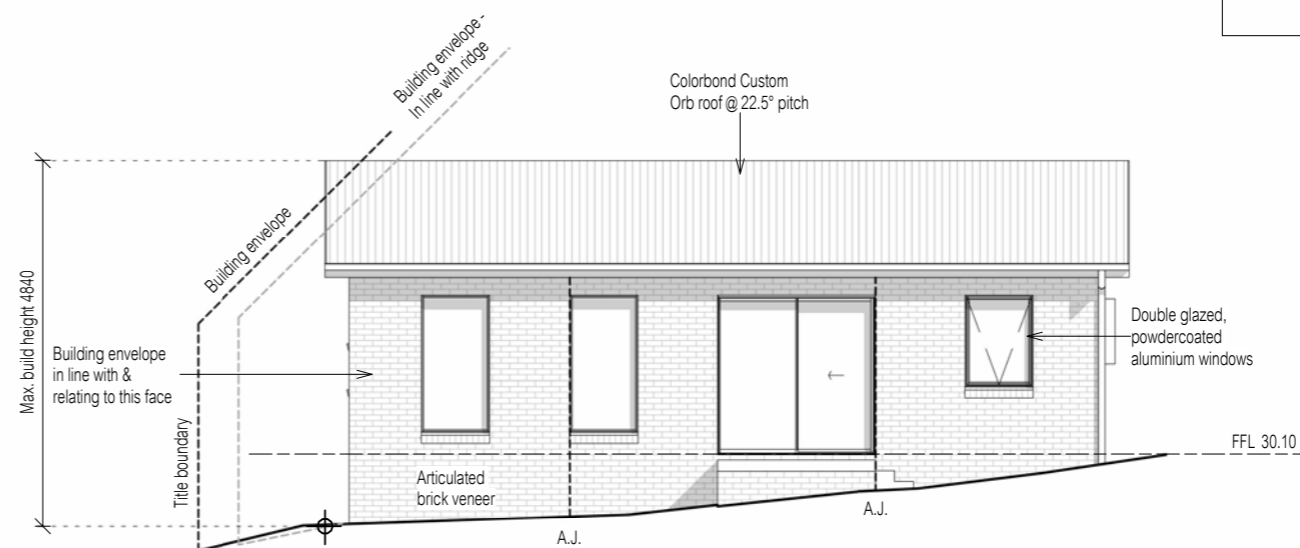 Building envelope -
In line with ridge
Colorbond Custom
Orb roof @ 22.5° pitch
Building envelope
Max. build height 4840
Building envelope
in line with &
relating to this face
Double glazed,
powdercoated
aluminium windows
Title boundary
FFL 30.10
Articulated
brick veneer
A.J.
A.J.